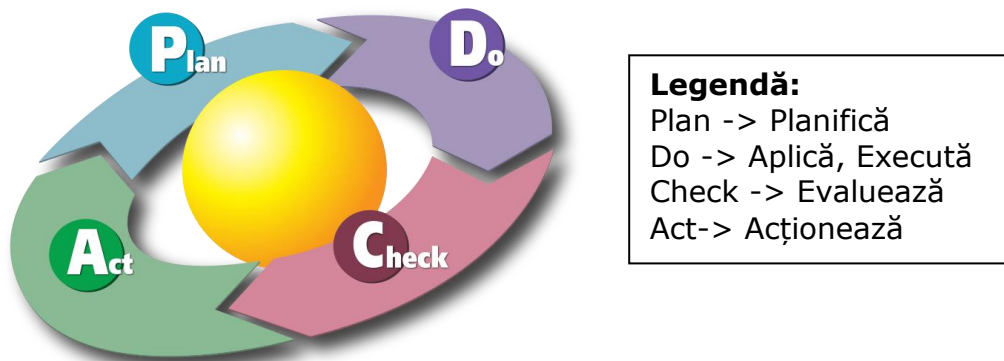 Plan
Do
Act
Check
Legendă:
Plan -> Planifică
Do -> Aplică, Execută
Check -> Evaluează
Act-> Acționează